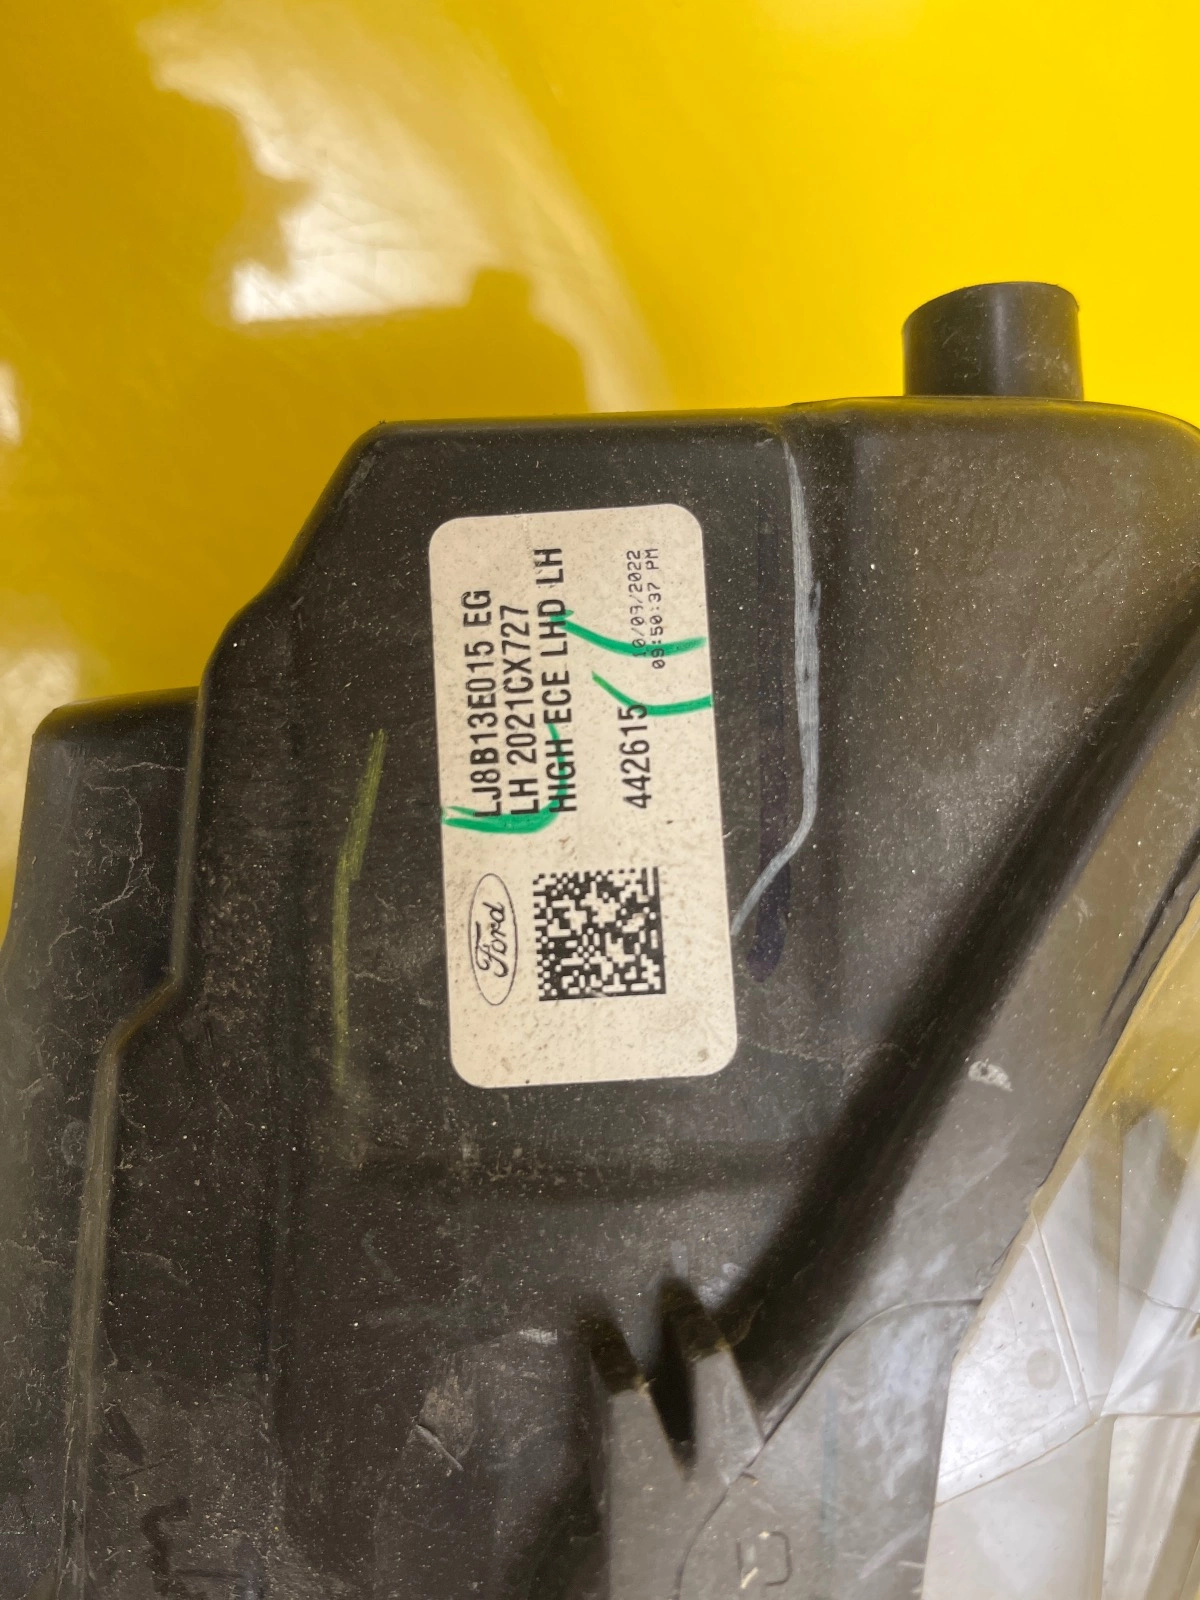 Ford
LJ8B13E015 EG
LH 2021CX727
HIGH ECE LHD LH
442615
10/03/2022
09:50:37 PM